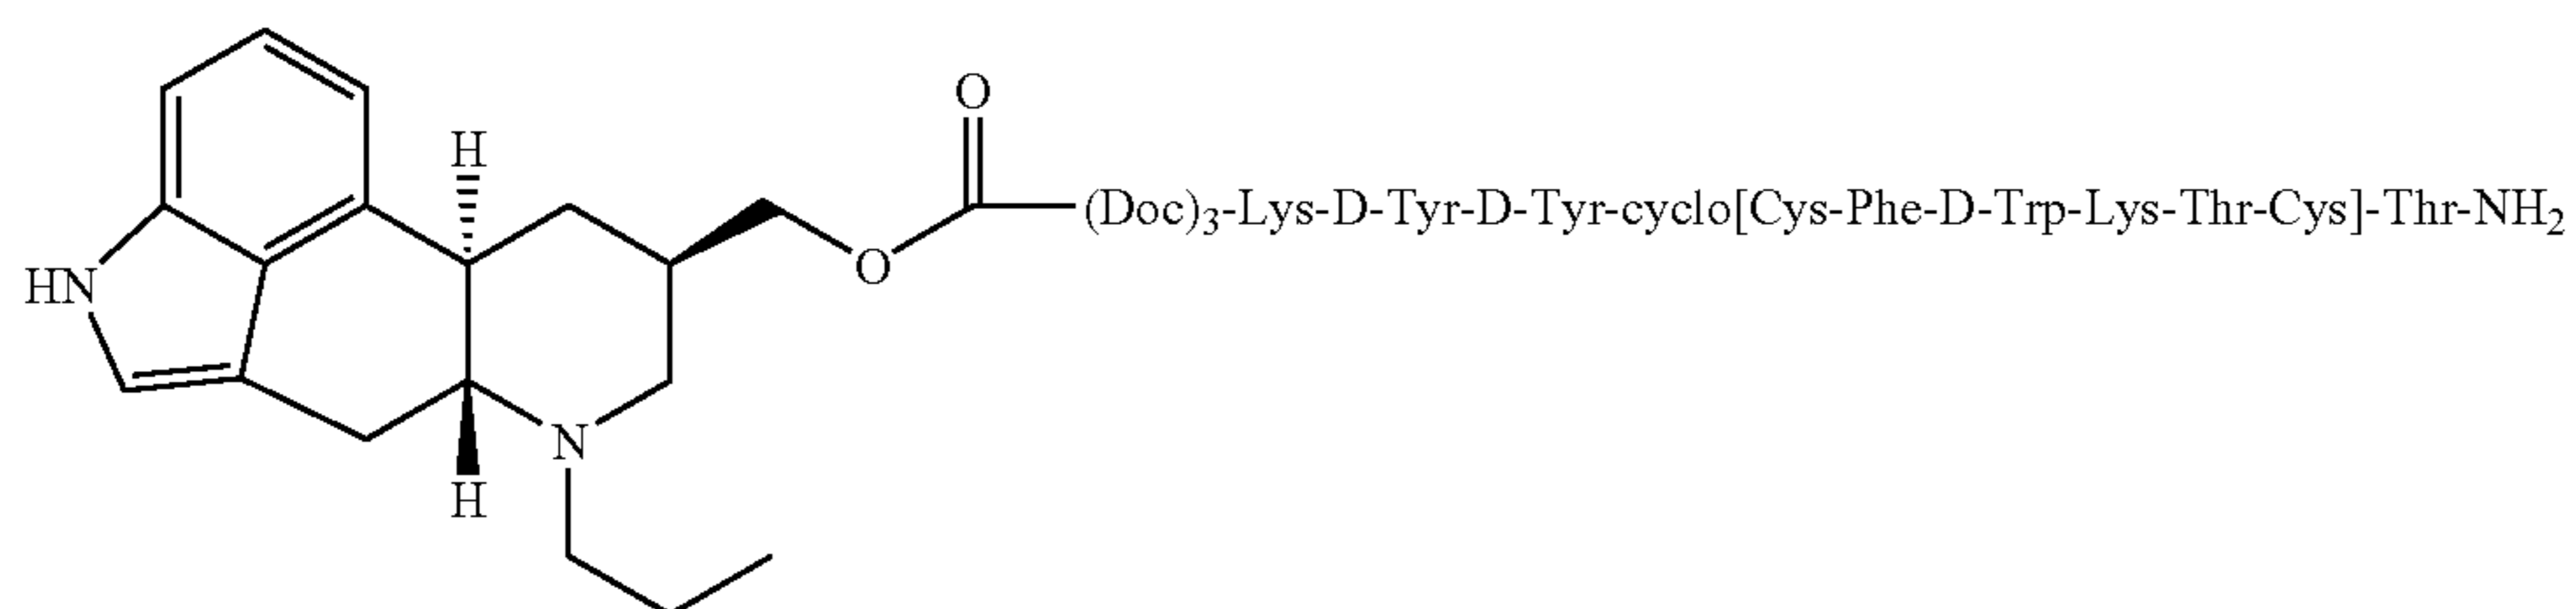 O
H
(Doc)3-Lys-D-Tyr-D-Tyr-cyclo[Cys-Phe-D-Trp-Lys-Thr-Cys]-Thr-NH2
O
HN
N
H